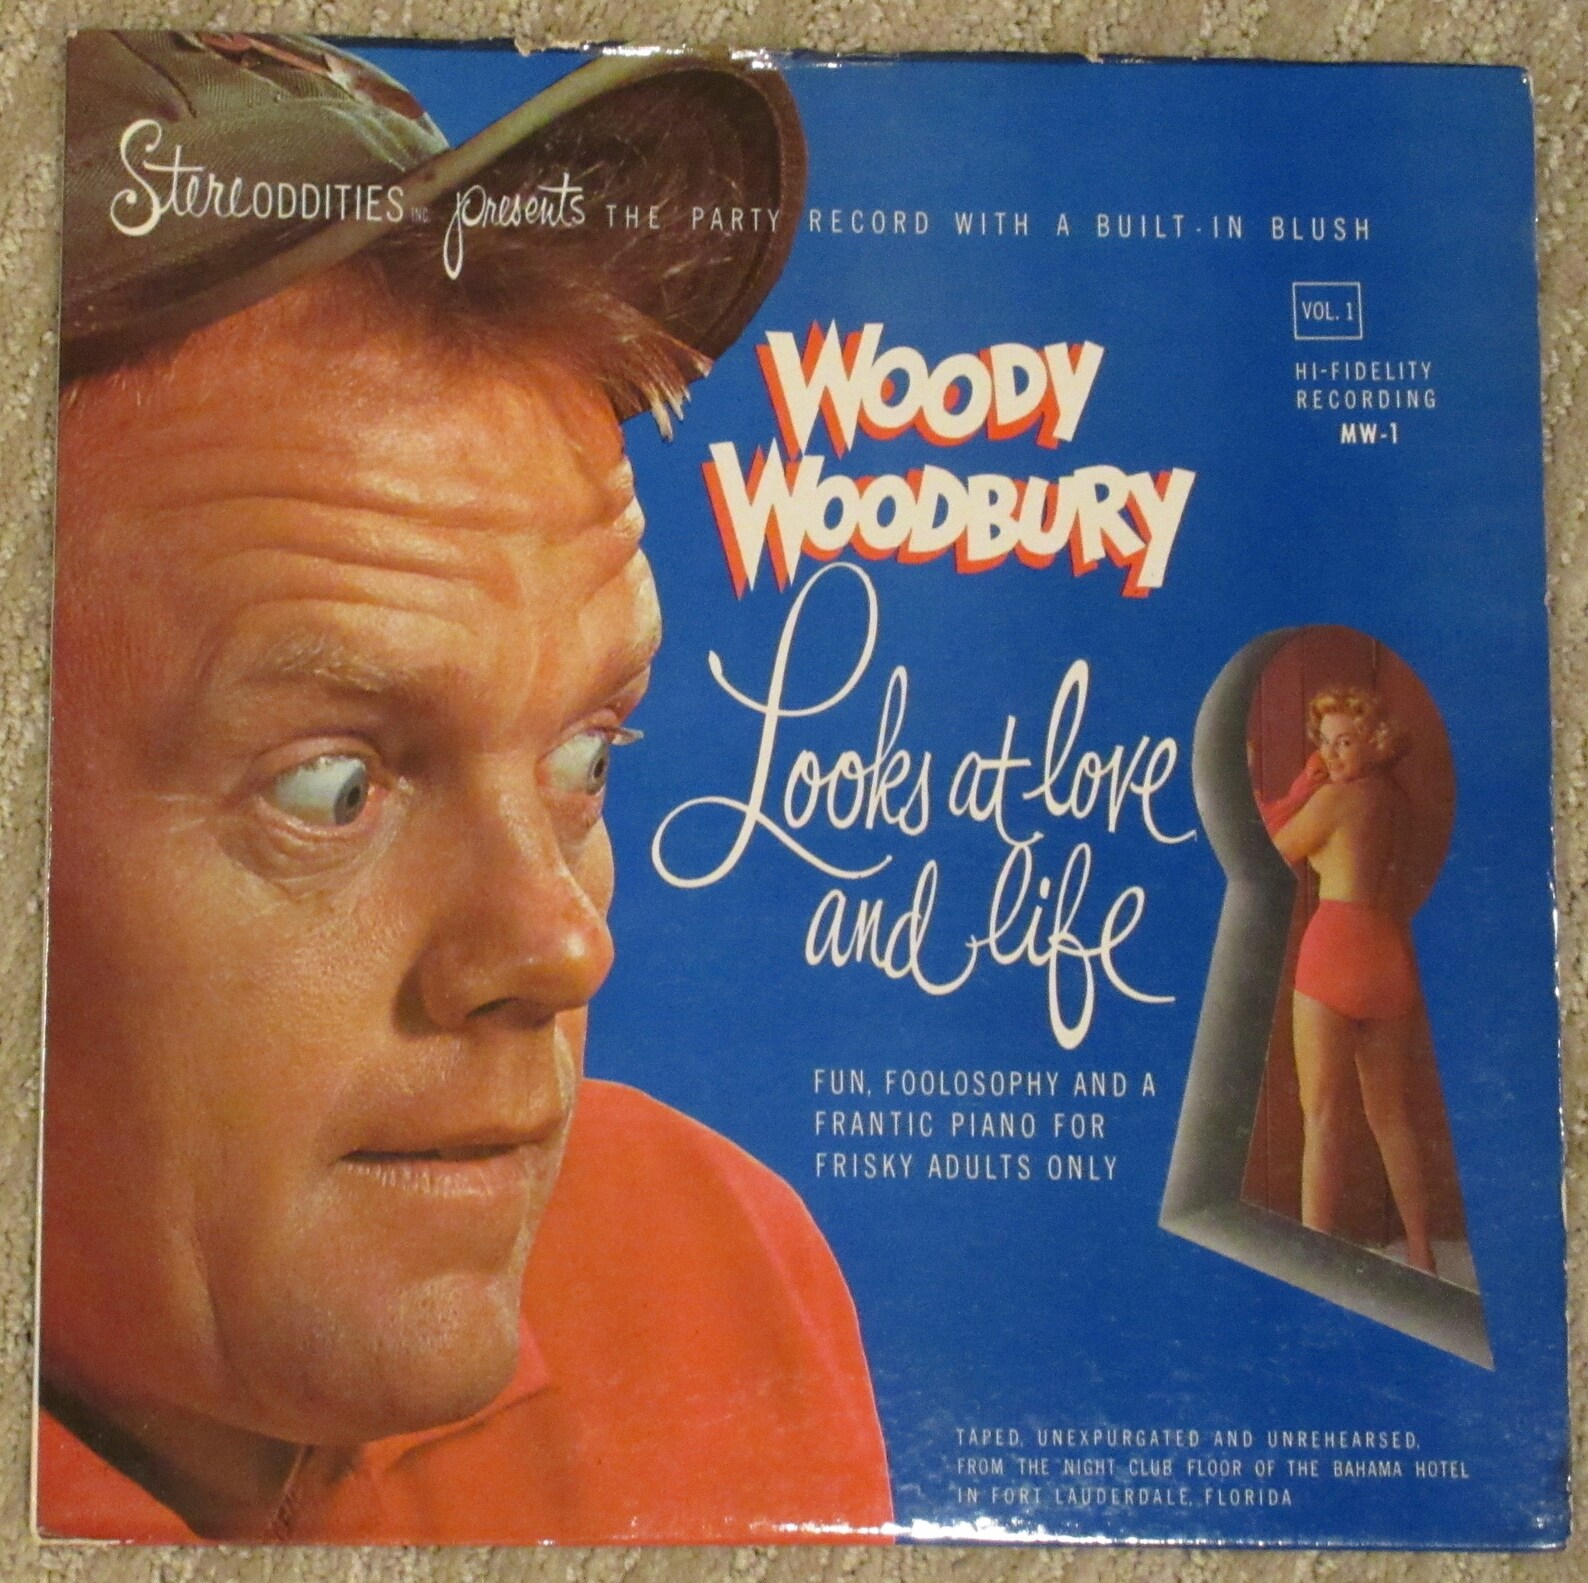 StereODDITIES INC. presents THE PARTY RECORD WITH A BUILT-IN BLUSH
VOL. 1
HI-FIDELITY
RECORDING
MW-1
WOODY
WOODBURY
Looks at love
and life
FUN, FOOLOSOPHY AND A
FRANTIC PIANO FOR
FRISKY ADULTS ONLY
TAPED, UNEXPURGATED AND UNREHEARSED,
FROM THE NIGHT CLUB FLOOR OF THE BAHAMA HOTEL
IN FORT LAUDERDALE, FLORIDA